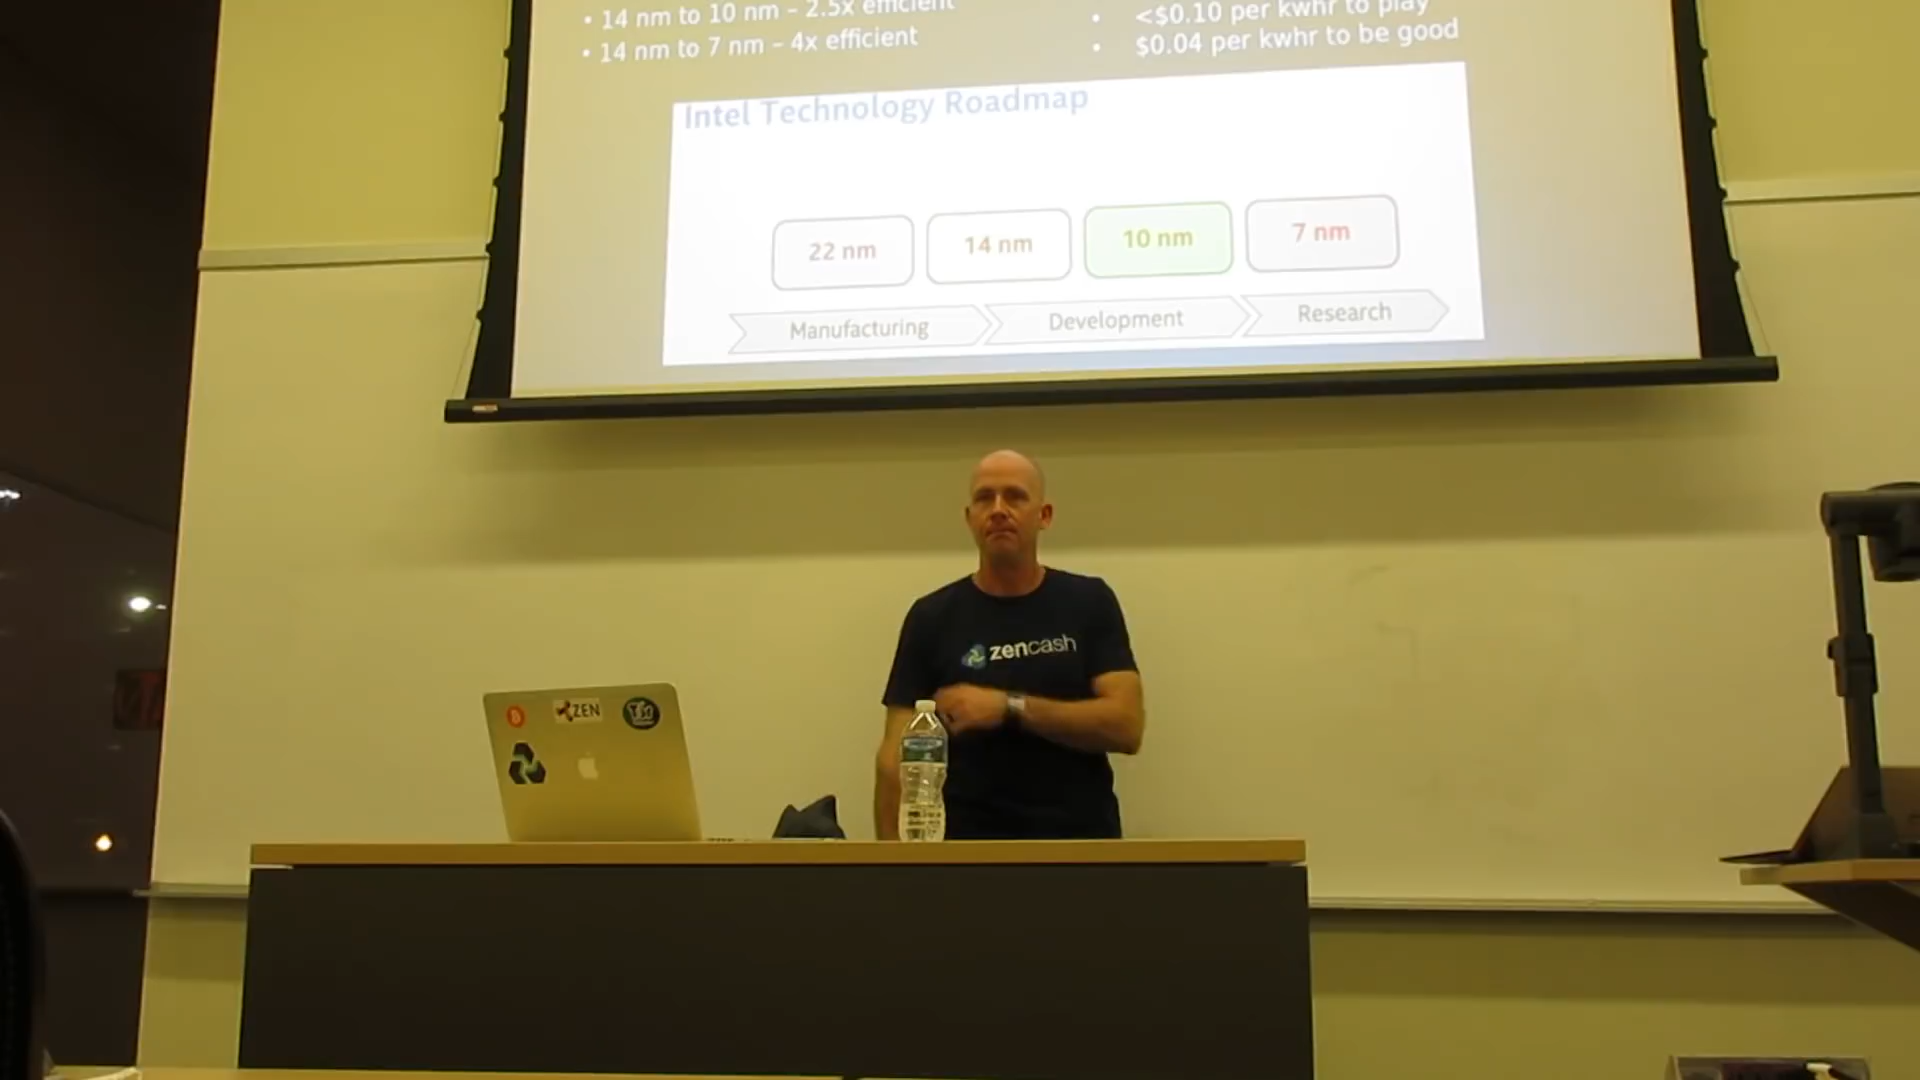 • 14 nm to 10 nm – 2.5x efficient
• 14 nm to 7 nm – 4x efficient
• <$0.10 per kwhr to play
• $0.04 per kwhr to be good
Intel Technology Roadmap
22 nm
14 nm
10 nm
7 nm
Manufacturing
Development
Research
zencash
ZEN